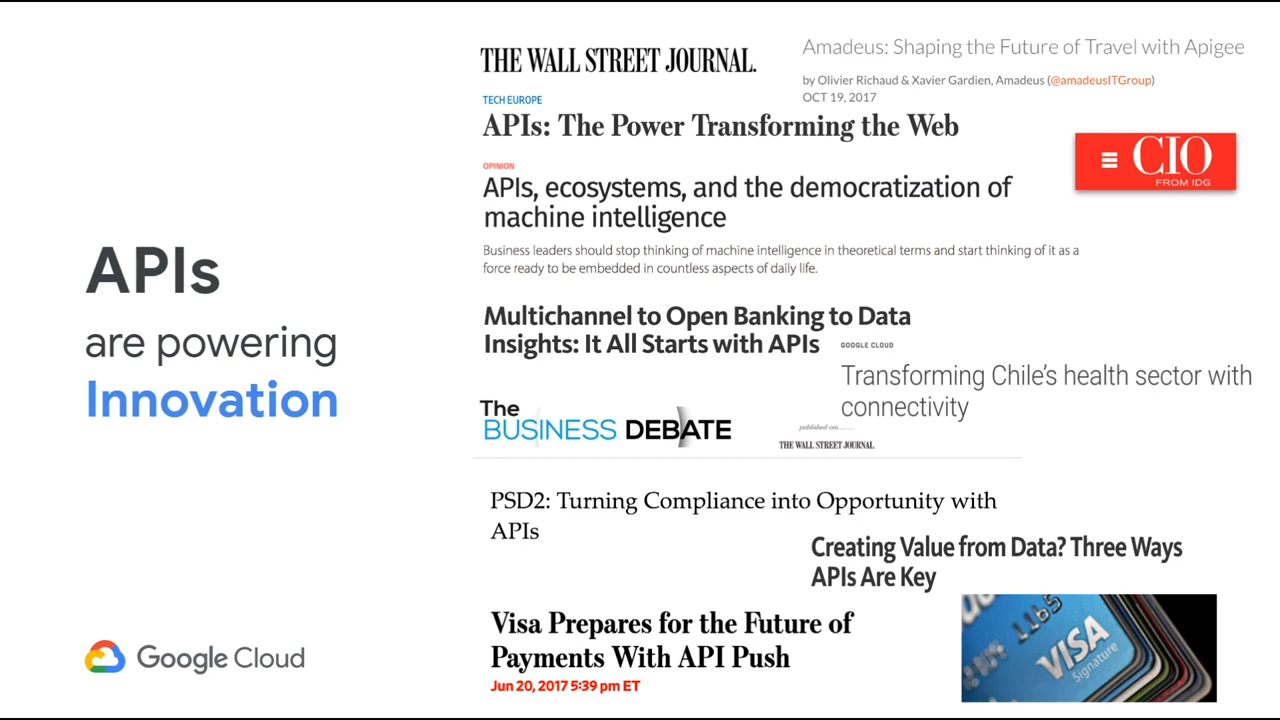 APIs
are powering
Innovation
Google Cloud
THE WALL STREET JOURNAL.
TECH EUROPE
APIs: The Power Transforming the Web
Amadeus: Shaping the Future of Travel with Apigee
by Olivier Richaud & Xavier Gardien, Amadeus (@amadeusITGroup)
OCT 19, 2017
CIO
FROM IDG
OPINION
APIs, ecosystems, and the democratization of
machine intelligence
Business leaders should stop thinking of machine intelligence in theoretical terms and start thinking of it as a
force ready to be embedded in countless aspects of daily life.
Multichannel to Open Banking to Data
Insights: It All Starts with APIs
GOOGLE CLOUD
Transforming Chile's health sector with
connectivity
The
BUSINESS DEBATE
published on:.... ...
THE WALL STREET JOURNAL
PSD2: Turning Compliance into Opportunity with
APIs
Creating Value from Data? Three Ways
APIs Are Key
Visa Prepares for the Future of
Payments With API Push
Jun 20, 2017 5:39 pm ET
VISA
Signature